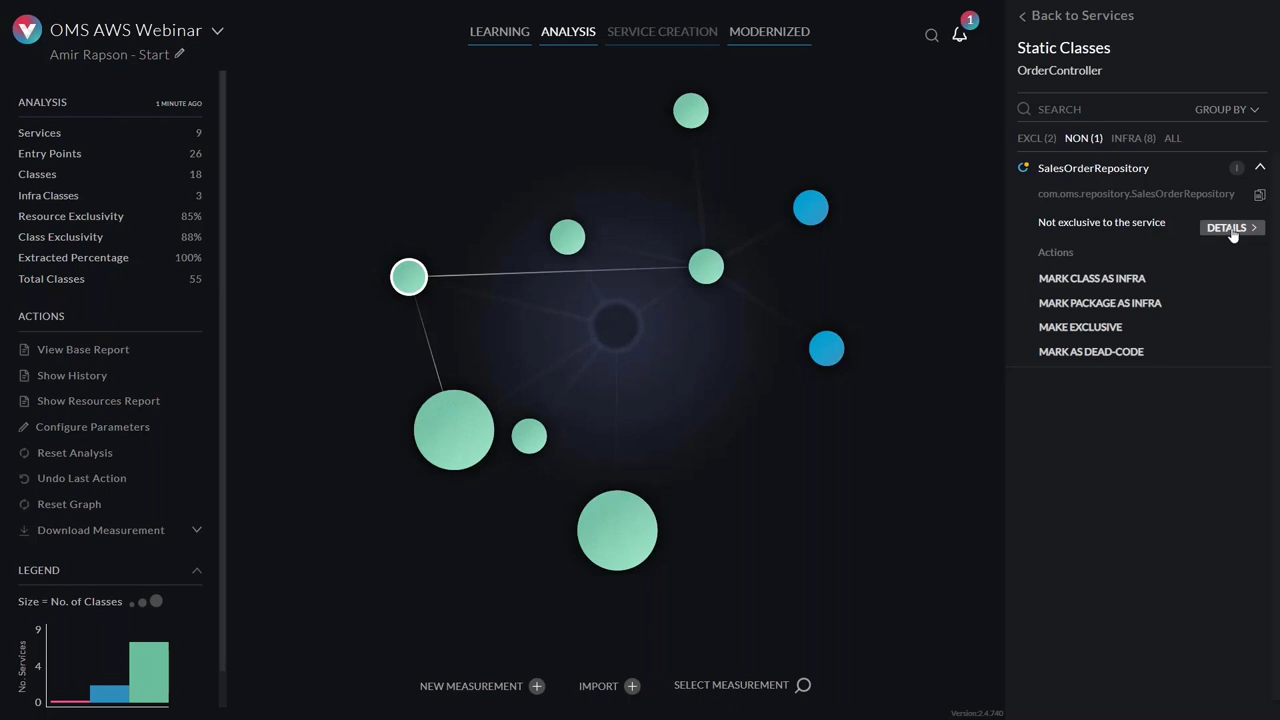 OMS AWS Webinar
Amir Rapson - Start
LEARNING
ANALYSIS
SERVICE CREATION
MODERNIZED
1
ANALYSIS
1 MINUTE AGO
Services 9
Entry Points 26
Classes 18
Infra Classes 3
Resource Exclusivity 85%
Class Exclusivity 88%
Extracted Percentage 100%
Total Classes 55
ACTIONS
View Base Report
Show History
Show Resources Report
Configure Parameters
Reset Analysis
Undo Last Action
Reset Graph
Download Measurement
LEGEND
Size = No. of Classes
No. Services
9
4
0
NEW MEASUREMENT
IMPORT
SELECT MEASUREMENT
Back to Services
Static Classes
OrderController
SEARCH
GROUP BY
EXCL (2) NON (1) INFRA (8) ALL
SalesOrderRepository
com.oms.repository.SalesOrderRepository
Not exclusive to the service
DETAILS
Actions
MARK CLASS AS INFRA
MARK PACKAGE AS INFRA
MAKE EXCLUSIVE
MARK AS DEAD-CODE
Version:2.4.740